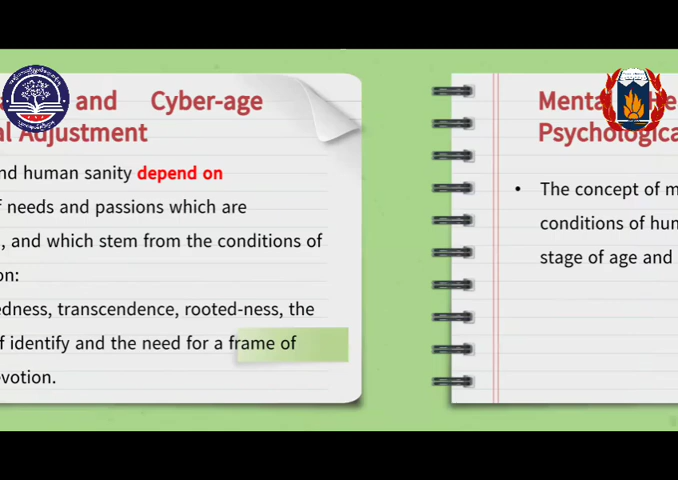 and Cyber-age
al Adjustment
nd human sanity depend on
f needs and passions which are
, and which stem from the conditions of
on:
edness, transcendence, rooted-ness, the
f identify and the need for a frame of
evotion.
Menta He
Psychologica
• The concept of m
conditions of hum
stage of age and